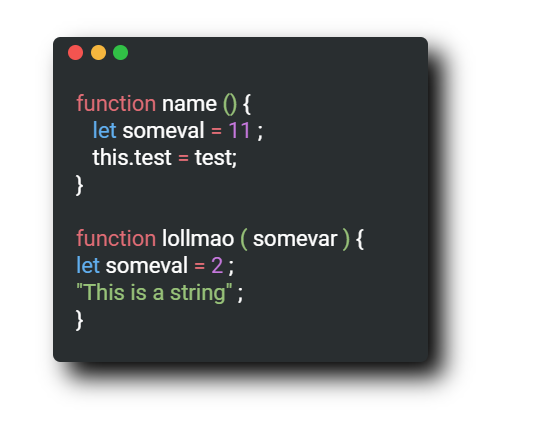 function name () {
let someval = 11 ;
this.test = test;
}
function lollmao ( somevar ) {
let someval = 2 ;
"This is a string" ;
}